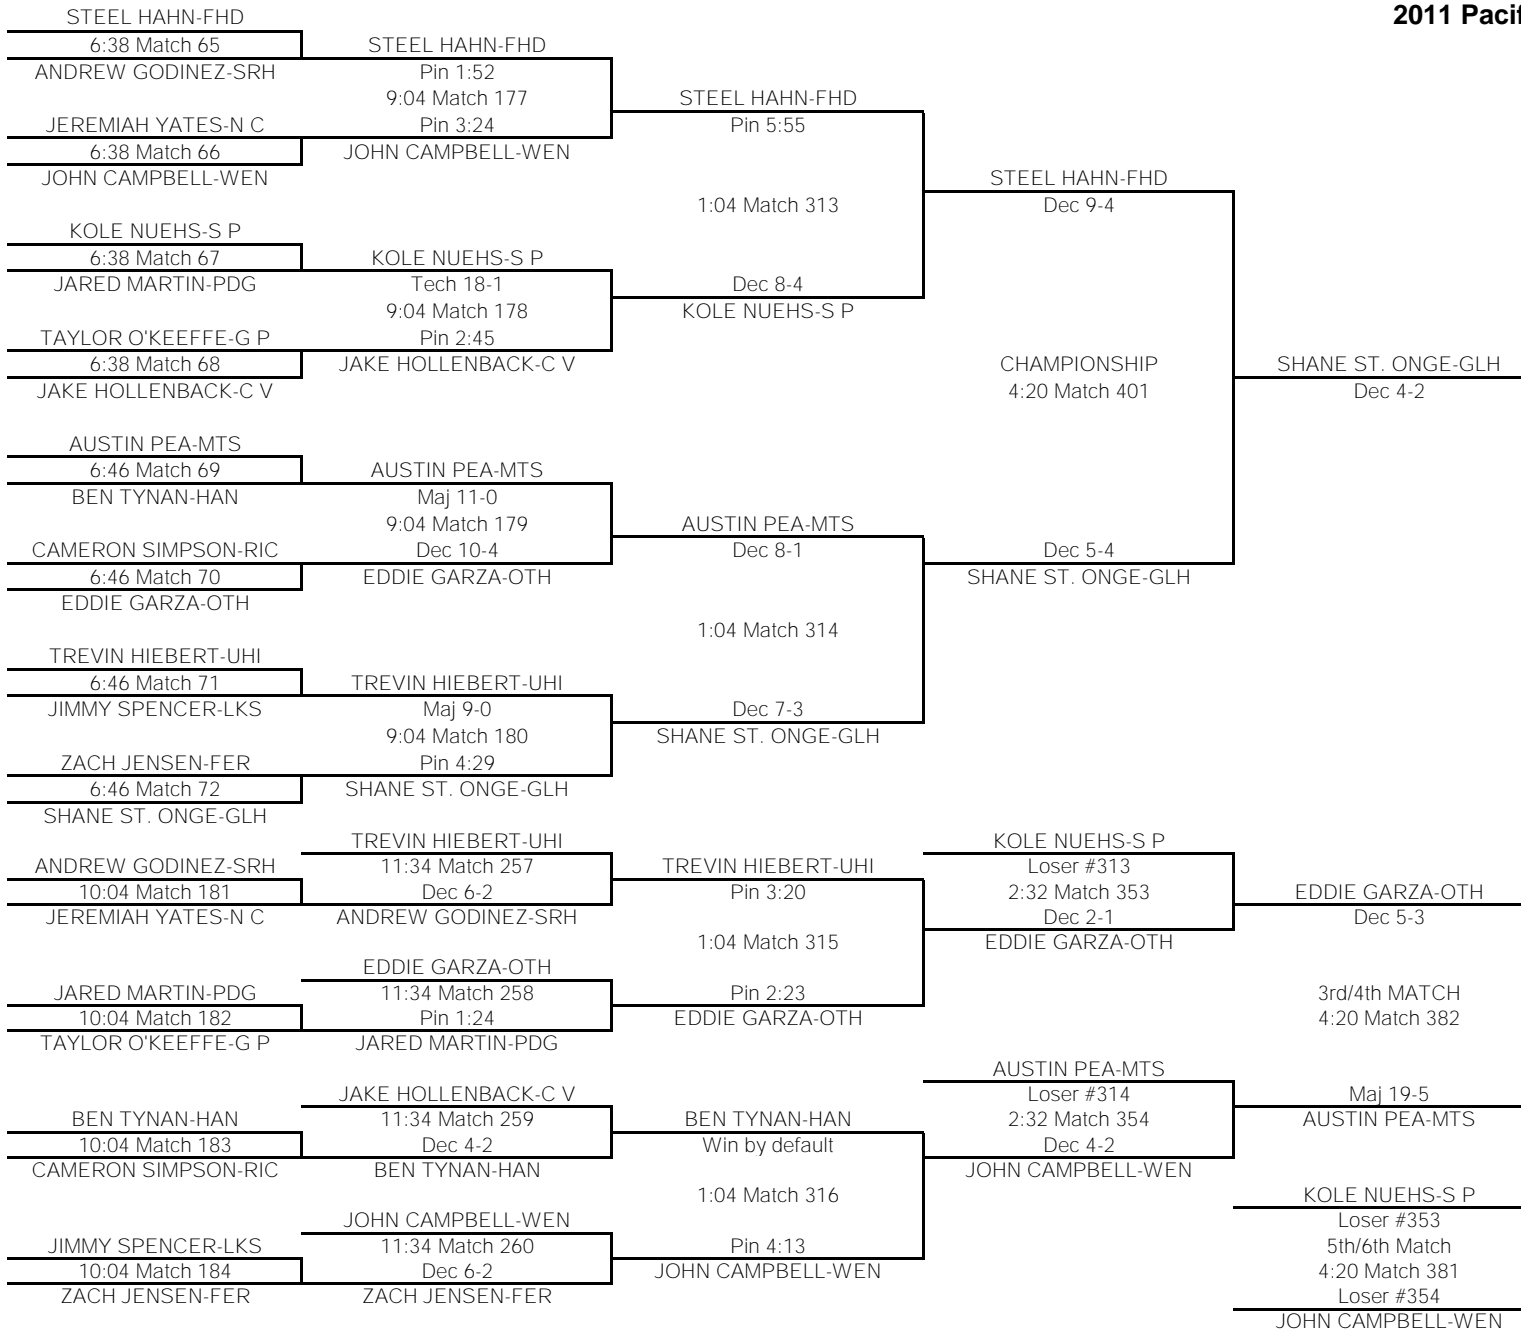 2011 Pacif
STEEL HAHN-FHD
6:38 Match 65
ANDREW GODINEZ-SRH
JEREMIAH YATES-N C
6:38 Match 66
JOHN CAMPBELL-WEN
KOLE NUEHS-S P
6:38 Match 67
JARED MARTIN-PDG
TAYLOR O'KEEFFE-G P
6:38 Match 68
JAKE HOLLENBACK-C V
AUSTIN PEA-MTS
6:46 Match 69
BEN TYNAN-HAN
CAMERON SIMPSON-RIC
6:46 Match 70
EDDIE GARZA-OTH
TREVIN HIEBERT-UHI
6:46 Match 71
JIMMY SPENCER-LKS
ZACH JENSEN-FER
6:46 Match 72
SHANE ST. ONGE-GLH
STEEL HAHN-FHD
Pin 1:52
9:04 Match 177
Pin 3:24
JOHN CAMPBELL-WEN
KOLE NUEHS-S P
Tech 18-1
9:04 Match 178
Pin 2:45
JAKE HOLLENBACK-C V
AUSTIN PEA-MTS
Maj 11-0
9:04 Match 179
Dec 10-4
EDDIE GARZA-OTH
TREVIN HIEBERT-UHI
Maj 9-0
9:04 Match 180
Pin 4:29
SHANE ST. ONGE-GLH
STEEL HAHN-FHD
Pin 5:55
1:04 Match 313
Dec 8-4
KOLE NUEHS-S P
AUSTIN PEA-MTS
Dec 8-1
1:04 Match 314
Dec 7-3
SHANE ST. ONGE-GLH
STEEL HAHN-FHD
Dec 9-4
CHAMPIONSHIP
4:20 Match 401
Dec 5-4
SHANE ST. ONGE-GLH
SHANE ST. ONGE-GLH
Dec 4-2
ANDREW GODINEZ-SRH
10:04 Match 181
JEREMIAH YATES-N C
JARED MARTIN-PDG
10:04 Match 182
TAYLOR O'KEEFFE-G P
BEN TYNAN-HAN
10:04 Match 183
CAMERON SIMPSON-RIC
JIMMY SPENCER-LKS
10:04 Match 184
ZACH JENSEN-FER
TREVIN HIEBERT-UHI
11:34 Match 257
Dec 6-2
ANDREW GODINEZ-SRH
EDDIE GARZA-OTH
11:34 Match 258
Pin 1:24
JARED MARTIN-PDG
JAKE HOLLENBACK-C V
11:34 Match 259
Dec 4-2
BEN TYNAN-HAN
JOHN CAMPBELL-WEN
11:34 Match 260
Dec 6-2
ZACH JENSEN-FER
TREVIN HIEBERT-UHI
Pin 3:20
1:04 Match 315
Pin 2:23
EDDIE GARZA-OTH
BEN TYNAN-HAN
Win by default
1:04 Match 316
Pin 4:13
JOHN CAMPBELL-WEN
KOLE NUEHS-S P
Loser #313
2:32 Match 353
Dec 2-1
EDDIE GARZA-OTH
AUSTIN PEA-MTS
Loser #314
2:32 Match 354
Dec 4-2
JOHN CAMPBELL-WEN
EDDIE GARZA-OTH
Dec 5-3
3rd/4th MATCH
4:20 Match 382
Maj 19-5
AUSTIN PEA-MTS
KOLE NUEHS-S P
Loser #353
5th/6th Match
4:20 Match 381
Loser #354
JOHN CAMPBELL-WEN